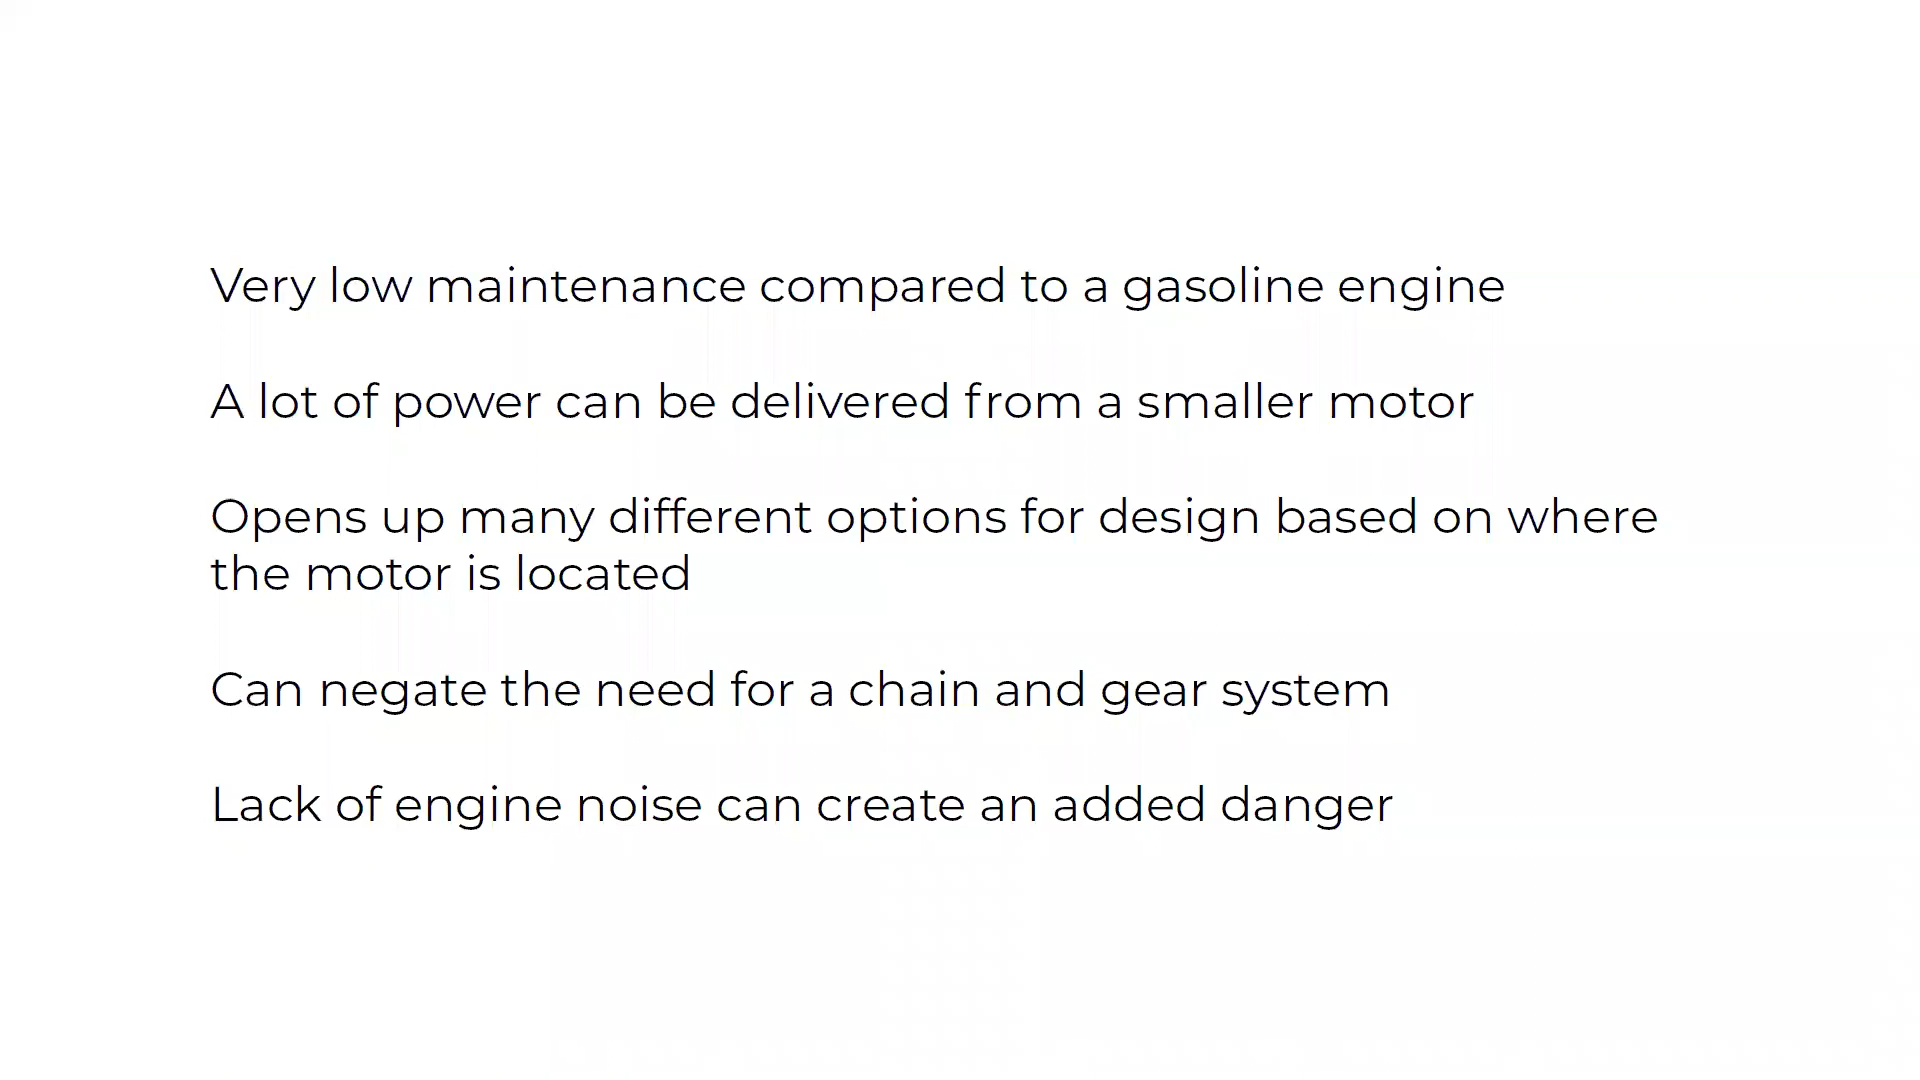 Very low maintenance compared to a gasoline engine
A lot of power can be delivered from a smaller motor
Opens up many different options for design based on where
the motor is located
Can negate the need for a chain and gear system
Lack of engine noise can create an added danger